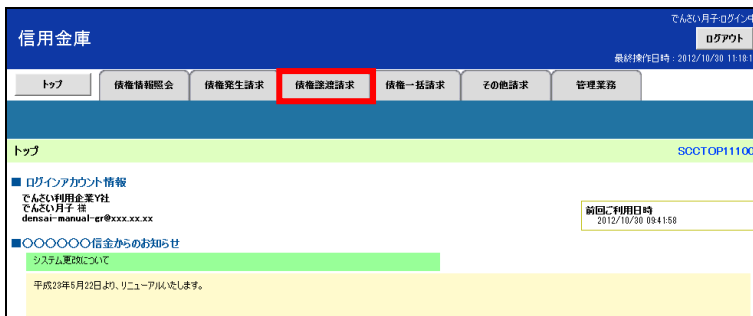 でんさい月子:ログイン中
信用金庫
ログアウト
最終操作日時:2012/10/30 11:18:1
トップ 債権情報照会 債権発生請求 債権譲渡請求 債権一括請求 その他請求 管理業務
トップ SCCTOP11100
■ ログインアカウント情報
でんさい利用企業Y社
でんさい月子 様
densai-manual-gr@xxx.xx.xx
前回ご利用日時
2012/10/30 09:41:58
■〇〇〇〇〇〇信金からのお知らせ
システム更改について
平成23年5月22日より、リニューアルいたします。